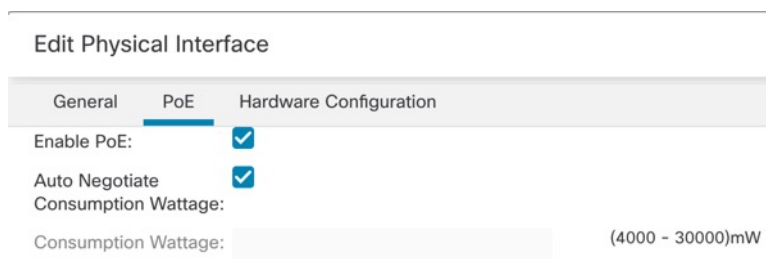 Edit Physical Interface
General PoE Hardware Configuration
Enable PoE:
Auto Negotiate
Consumption Wattage:
Consumption Wattage: (4000 - 30000)mW